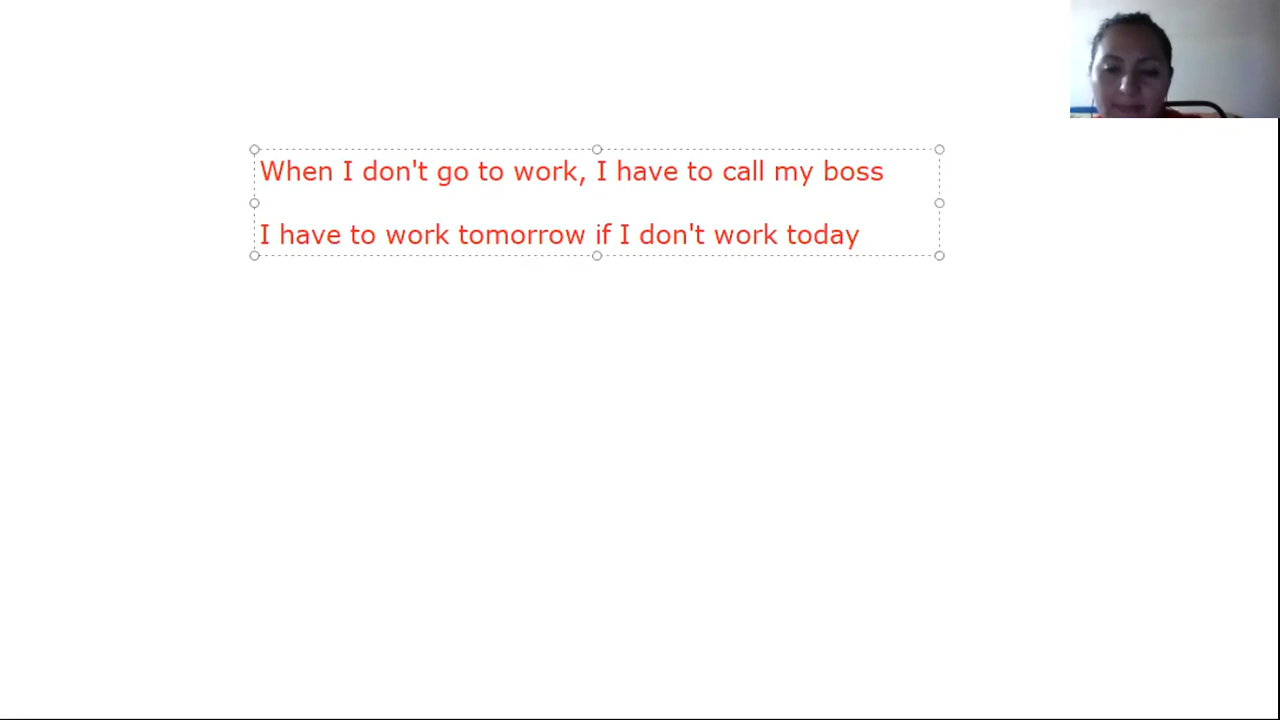 When I don't go to work, I have to call my boss
I have to work tomorrow if I don't work today